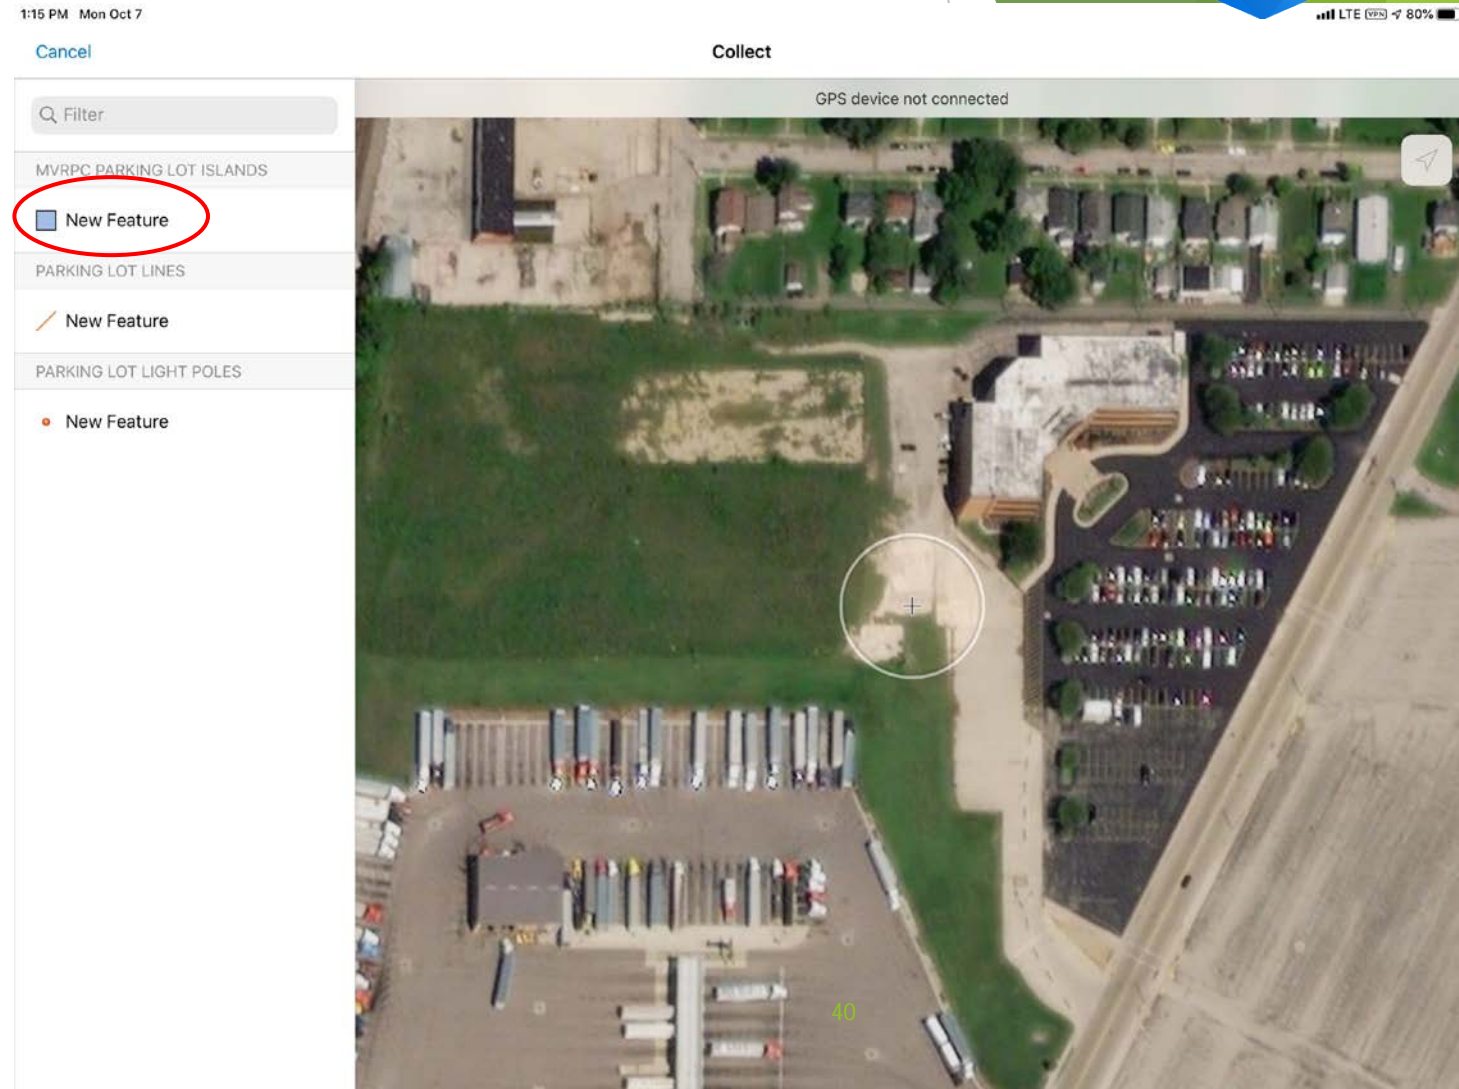 1:15 PM Mon Oct 7
LTE VPN 80%
Cancel
Collect
Filter
GPS device not connected
MVRPC PARKING LOT ISLANDS
New Feature
PARKING LOT LINES
New Feature
PARKING LOT LIGHT POLES
New Feature
40